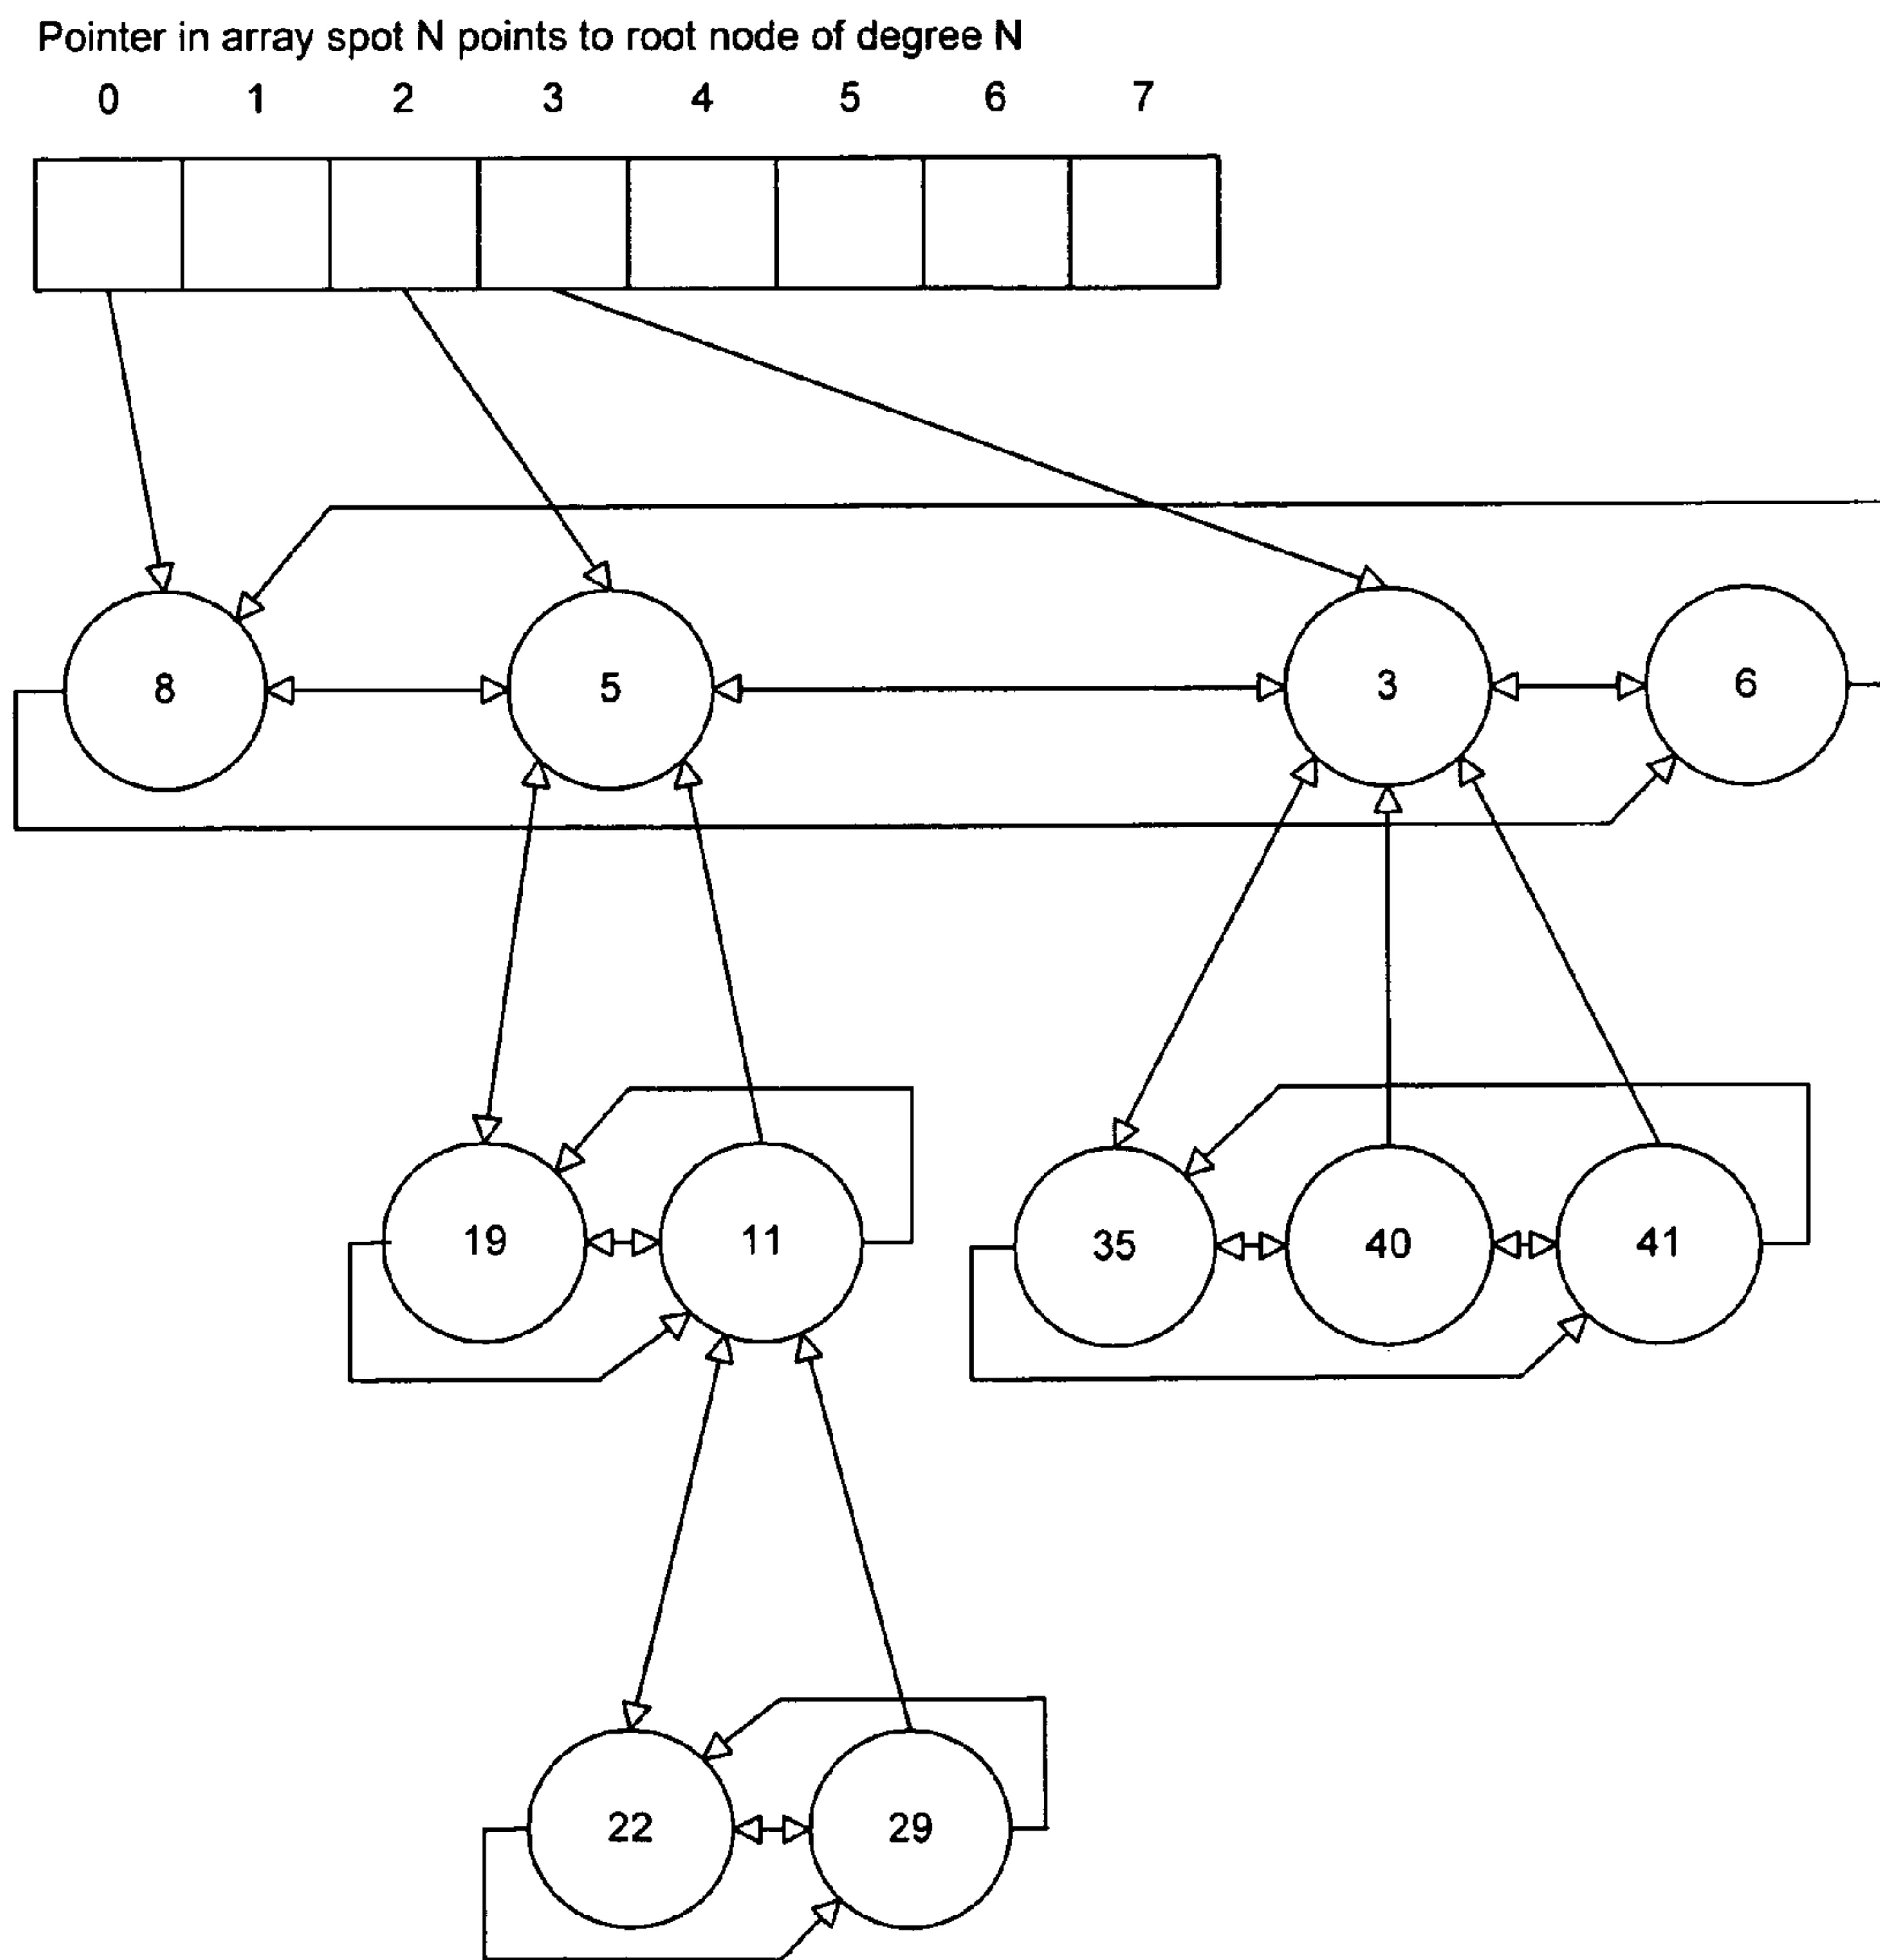 Pointer in array spot N points to root node of degree N
0 1 2 3 4 5 6 7
8 5 3 6
19 11 35 40 41
22 29